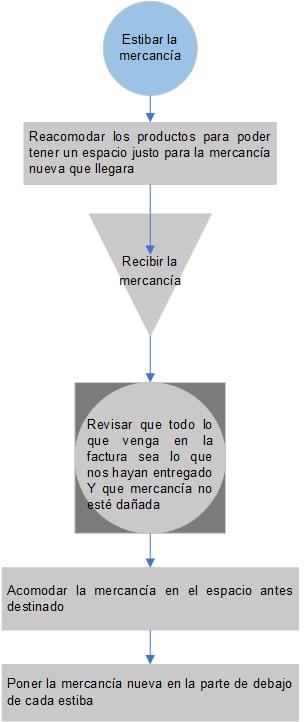 Estibar la
mercancía
Reacomodar los productos para poder
tener un espacio justo para la mercancía
nueva que llegara
Recibir la
mercancía
Revisar que todo lo
que venga en la
factura sea lo que
nos hayan entregado
Y que mercancía no
esté dañada
Acomodar la mercancía en el espacio antes
destinado
Poner la mercancía nueva en la parte de debajo
de cada estiba